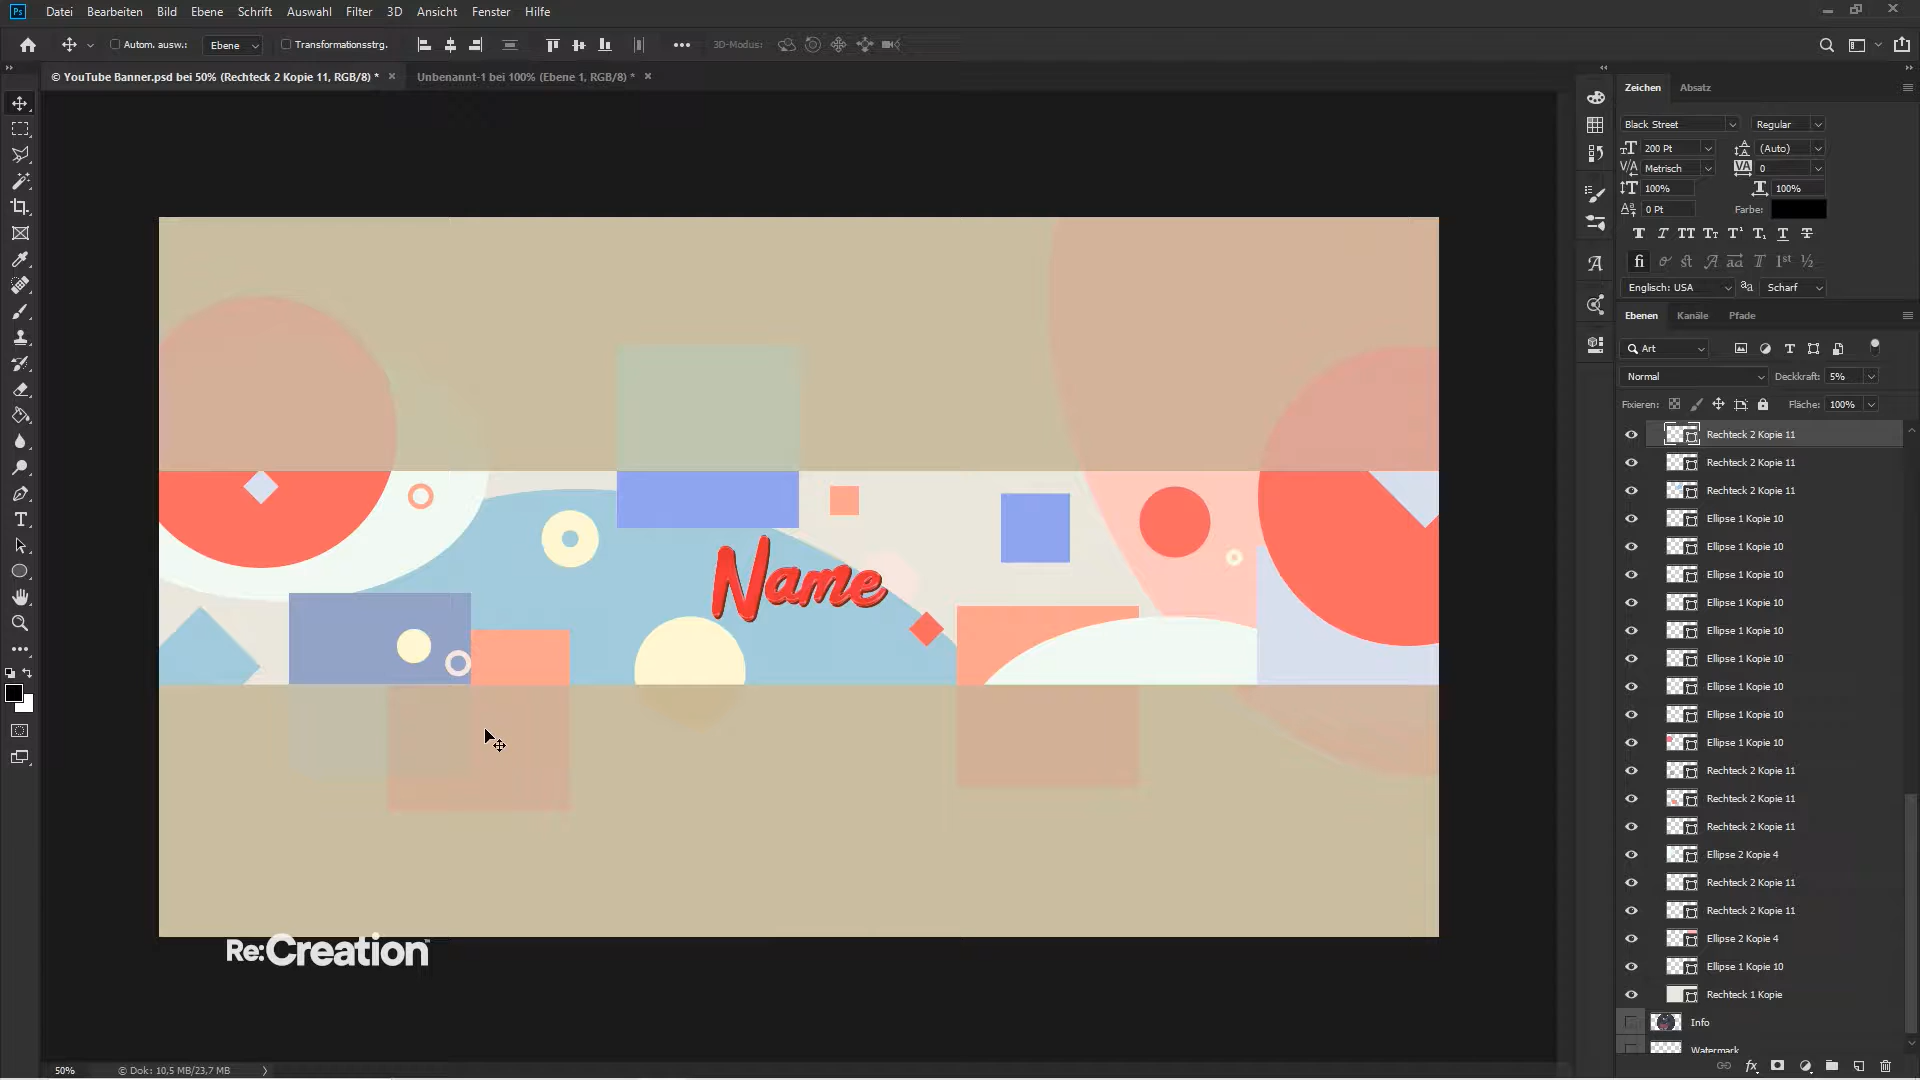 Ps Datei Bearbeiten Bild Ebene Schrift Auswahl Filter 3D Ansicht Fenster Hilfe
Autom. ausw.: Ebene Transformationsstrg. 3D-Modus:
© YouTube Banner.psd bei 50% (Rechteck 2 Kopie 11, RGB/8) * × Unbenannt-1 bei 100% (Ebene 1, RGB/8) * ×
Zeichen Absatz
Black Street Regular
200 Pt (Auto)
Metrisch 0
100% 100%
0 Pt Farbe:
Englisch: USA Scharf
Ebenen Kanäle Pfade
Art
Normal Deckkraft: 5%
Fixieren: Fläche: 100%
Rechteck 2 Kopie 11
Rechteck 2 Kopie 11
Rechteck 2 Kopie 11
Ellipse 1 Kopie 10
Ellipse 1 Kopie 10
Ellipse 1 Kopie 10
Ellipse 1 Kopie 10
Ellipse 1 Kopie 10
Ellipse 1 Kopie 10
Ellipse 1 Kopie 10
Ellipse 1 Kopie 10
Ellipse 1 Kopie 10
Rechteck 2 Kopie 11
Rechteck 2 Kopie 11
Rechteck 2 Kopie 11
Ellipse 2 Kopie 4
Rechteck 2 Kopie 11
Rechteck 2 Kopie 11
Ellipse 2 Kopie 4
Ellipse 1 Kopie 10
Rechteck 1 Kopie
Info
Watermark
Name
Re:Creation™
50% © Dok: 10,5 MB/23,7 MB